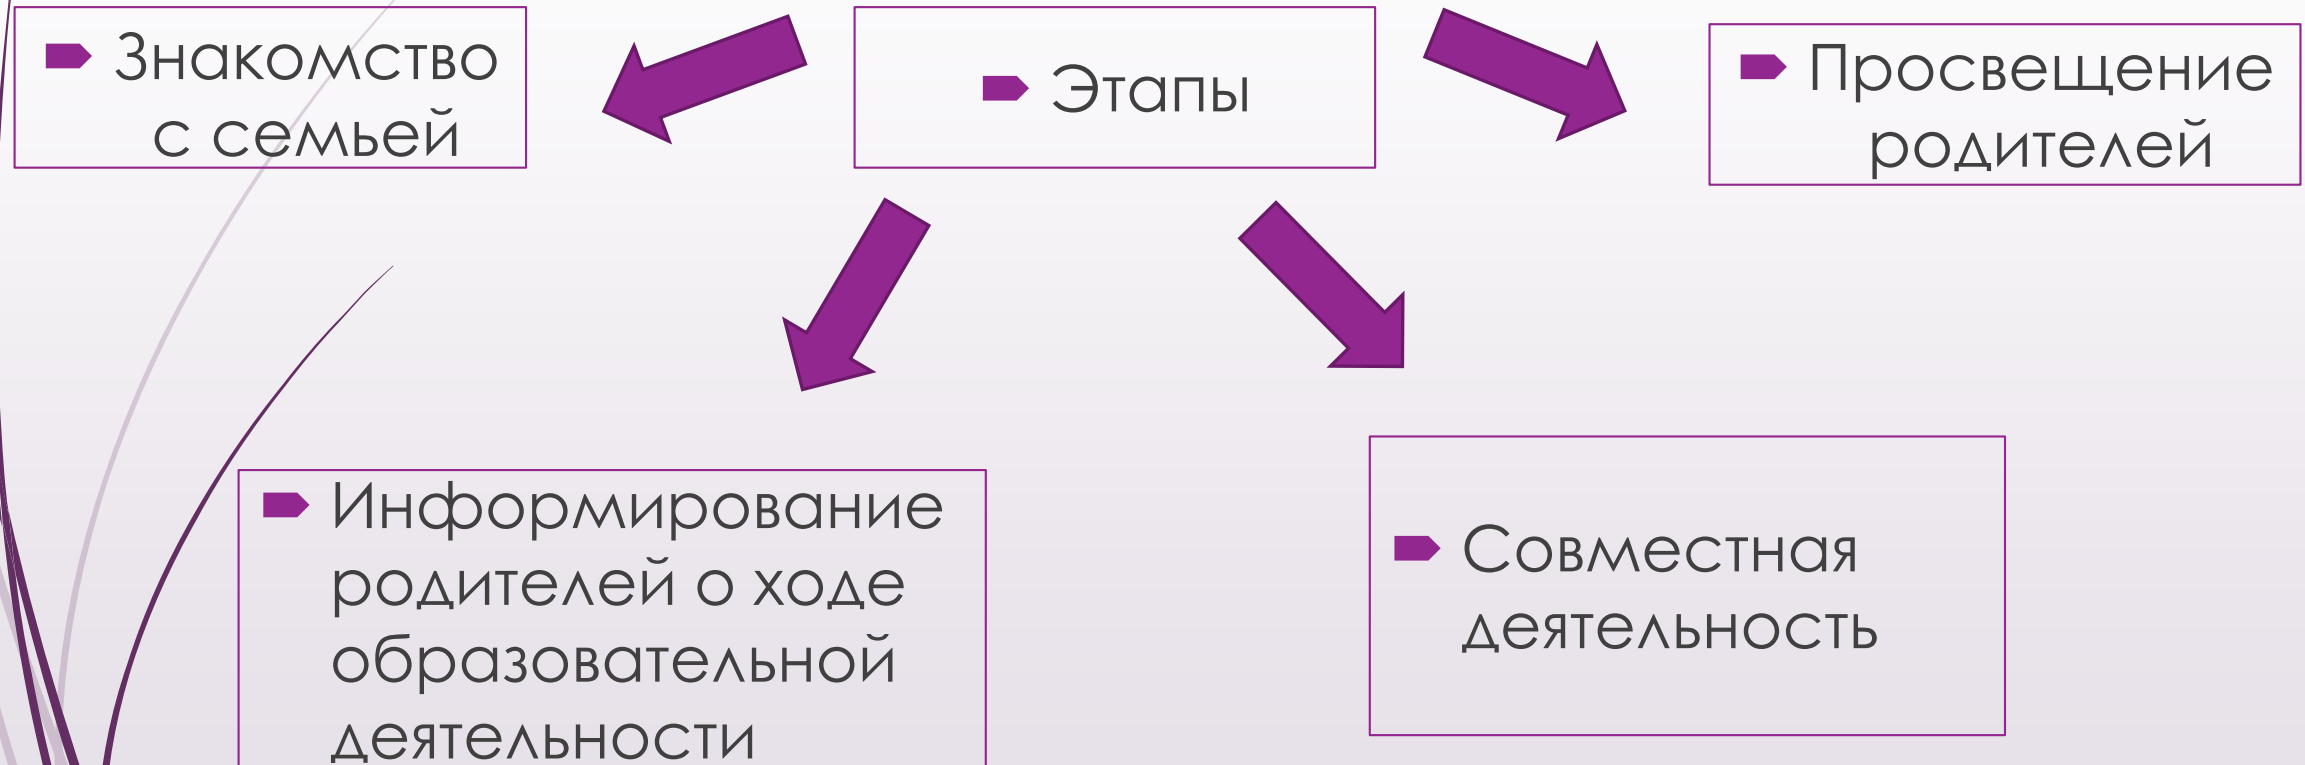 Знакомство
с семьей
Этапы
Просвещение
родителей
Информирование
родителей о ходе
образовательной
деятельности
Совместная
деятельность